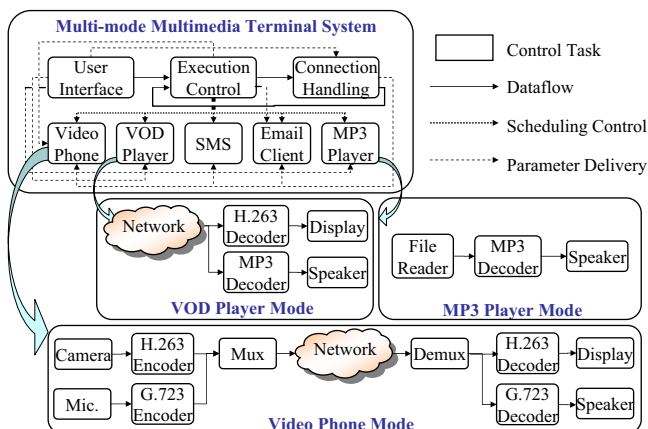 Multi-mode Multimedia Terminal System
User
Interface
Execution
Control
Connection
Handling
Video
Phone
VOD
Player
SMS
Email
Client
MP3
Player
Control Task
Dataflow
Scheduling Control
Parameter Delivery
Network
H.263
Decoder
Display
MP3
Decoder
Speaker
VOD Player Mode
File
Reader
MP3
Decoder
Speaker
MP3 Player Mode
Camera
H.263
Encoder
Mux
Network
Demux
H.263
Decoder
Display
Mic.
G.723
Encoder
G.723
Decoder
Speaker
Video Phone Mode